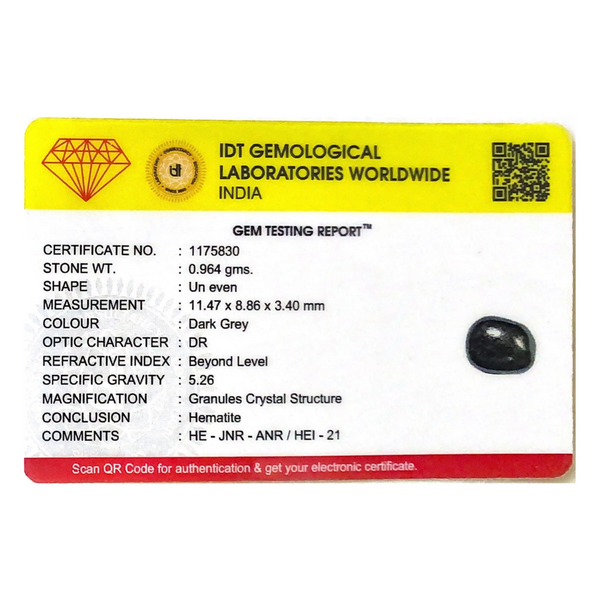 IDT GEMOLOGICAL
LABORATORIES WORLDWIDE
INDIA
GEM TESTING REPORT™
CERTIFICATE NO. : 1175830
STONE WT. : 0.964 gms.
SHAPE : Un even
MEASUREMENT : 11.47 x 8.86 x 3.40 mm
COLOUR : Dark Grey
OPTIC CHARACTER : DR
REFRACTIVE INDEX : Beyond Level
SPECIFIC GRAVITY : 5.26
MAGNIFICATION : Granules Crystal Structure
CONCLUSION : Hematite
COMMENTS : HE - JNR - ANR / HEI - 21
Scan QR Code for authentication & get your electronic certificate.